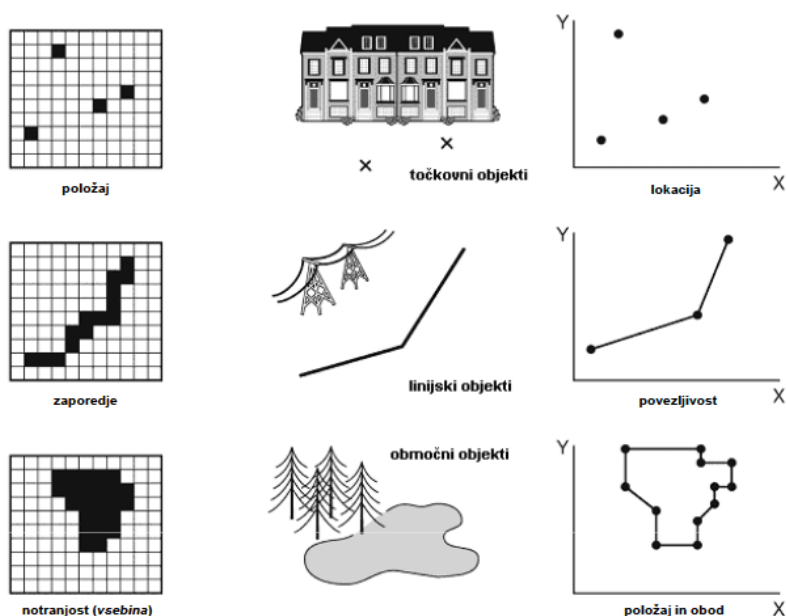 Y
X
položaj
točkovni objekti
lokacija
Y
X
zaporedje
linijski objekti
povezljivost
Y
X
območni objekti
notranjost (vsebina)
položaj in obod